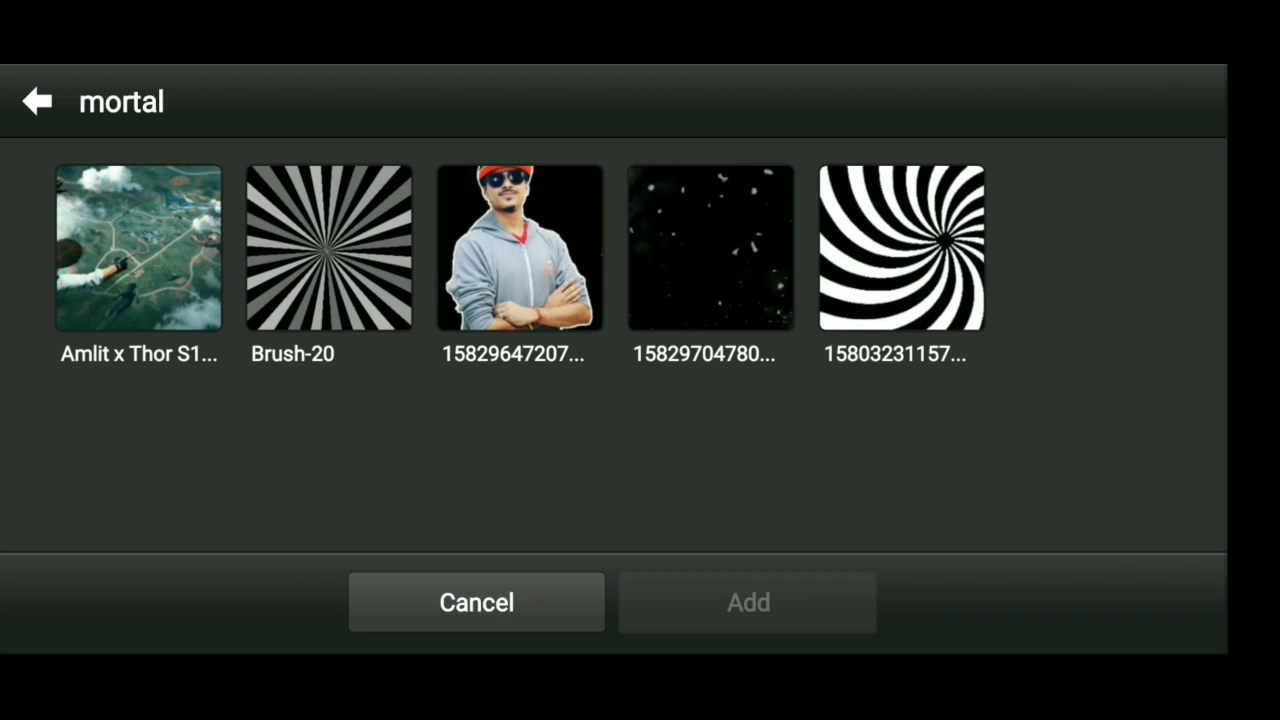 mortal
Amlit x Thor S1...
Brush-20
15829647207...
15829704780...
15803231157...
Cancel
Add